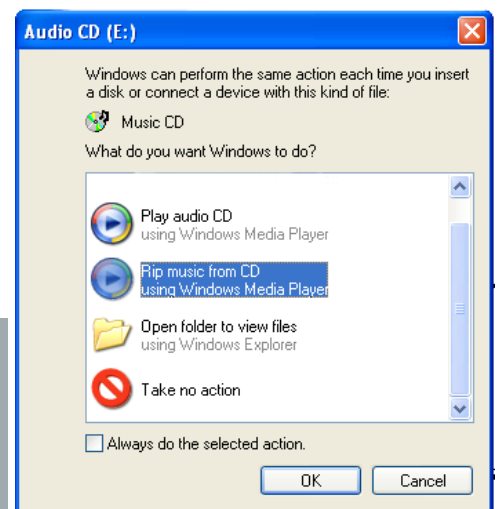 Audio CD (E:)
Windows can perform the same action each time you insert
a disk or connect a device with this kind of file:
Music CD
What do you want Windows to do?
Play audio CD
using Windows Media Player
Rip music from CD
using Windows Media Player
Open folder to view files
using Windows Explorer
Take no action
Always do the selected action.
OK
Cancel